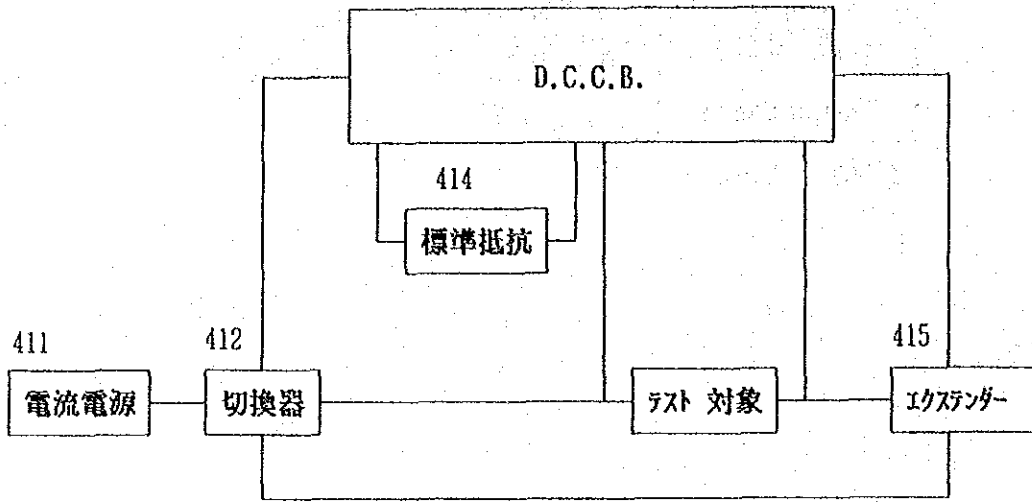 D.C.C.B.
414
標準抵抗
411
412
415
電流電源
切換器
テスト 対象
エクステンダー